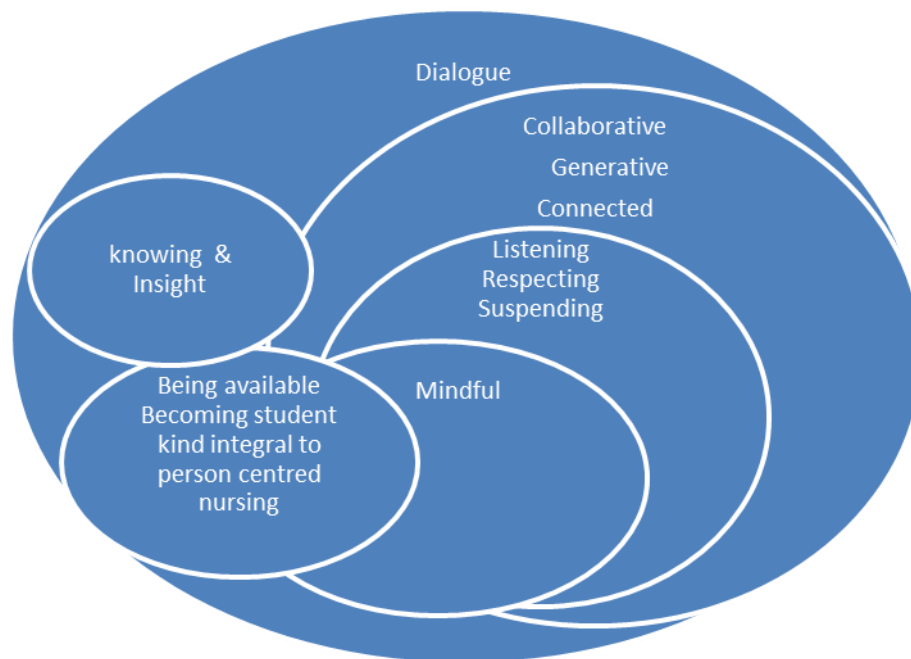 Dialogue
Collaborative
Generative
Connected
Listening
Respecting
Suspending
knowing &
Insight
Mindful
Being available
Becoming student
kind integral to
person centred
nursing